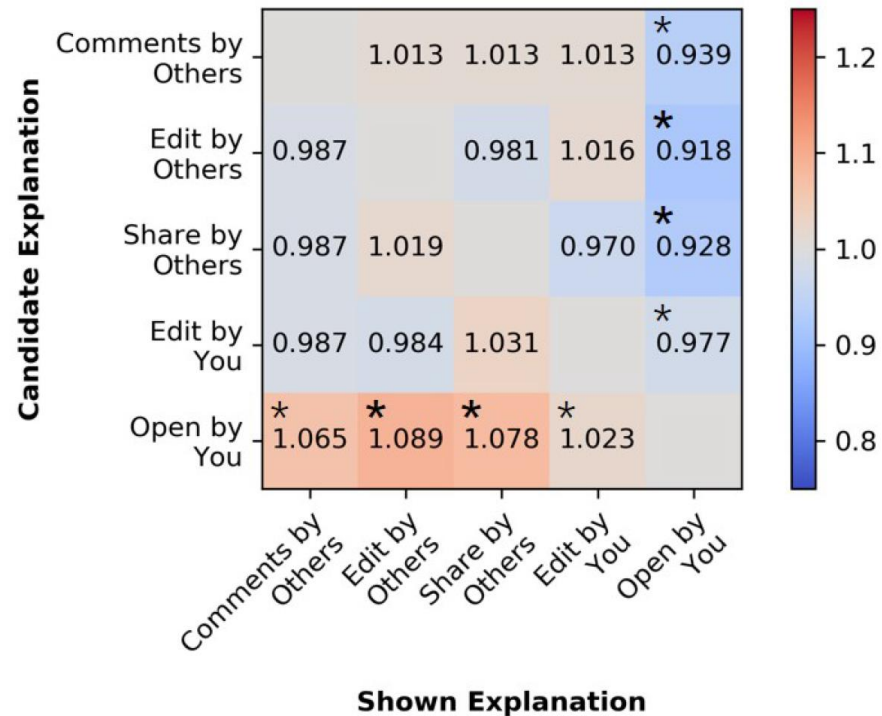 Candidate Explanation
Comments by
Others
Edit by
Others
Share by
Others
Edit by
You
Open by
You
1.013 1.013 1.013 * 0.939
0.987 0.981 1.016 * 0.918
0.987 1.019 0.970 * 0.928
0.987 0.984 1.031 * 0.977
* 1.065 * 1.089 * 1.078 * 1.023
1.2
1.1
1.0
0.9
0.8
Comments by
Others
Edit by
Others
Share by
Others
Edit by
You
Open by
You
Shown Explanation